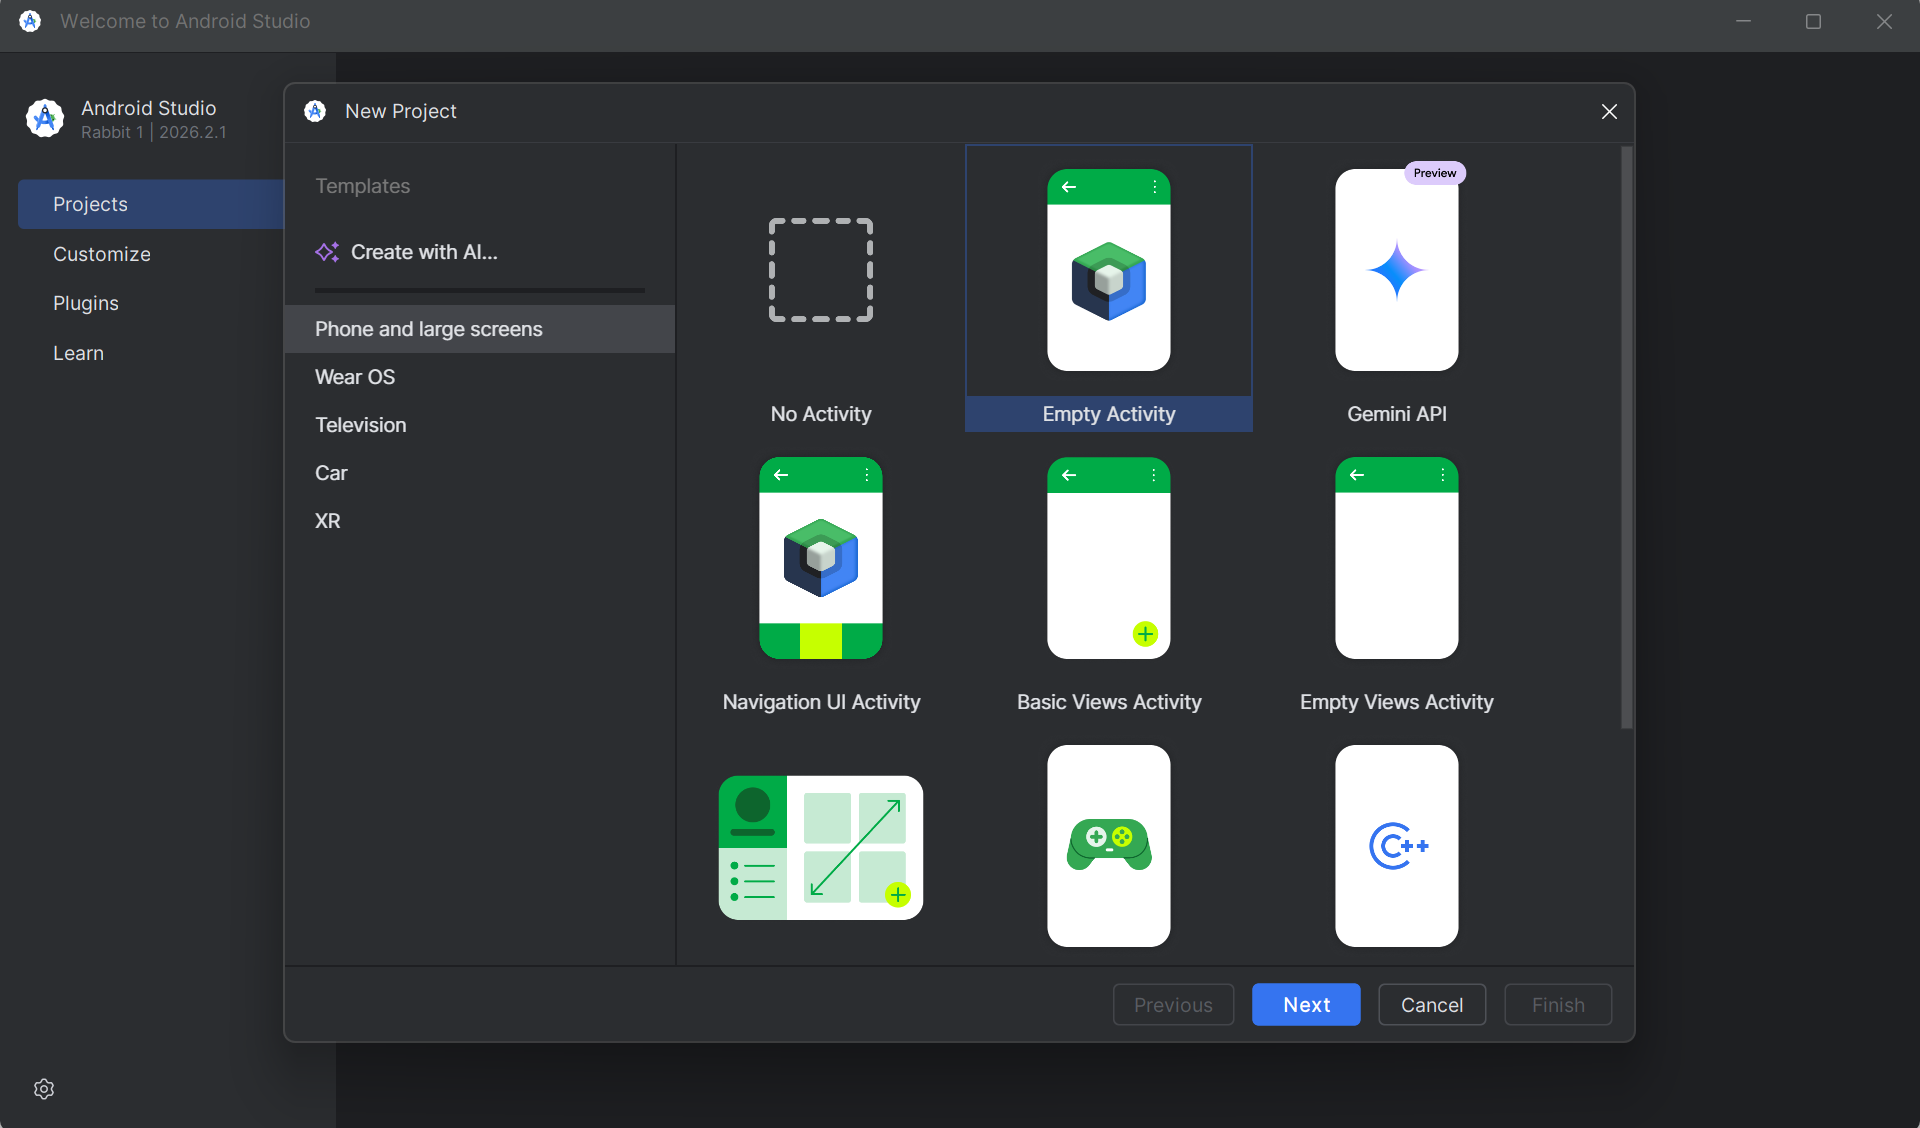 Welcome to Android Studio
Android Studio
Rabbit 1 | 2026.2.1
Projects
Customize
Plugins
Learn
New Project
Templates
Create with AI...
Phone and large screens
Wear OS
Television
Car
XR
No Activity
Empty Activity
Preview
Gemini API
Navigation UI Activity
Basic Views Activity
Empty Views Activity
C++
Previous
Next
Cancel
Finish